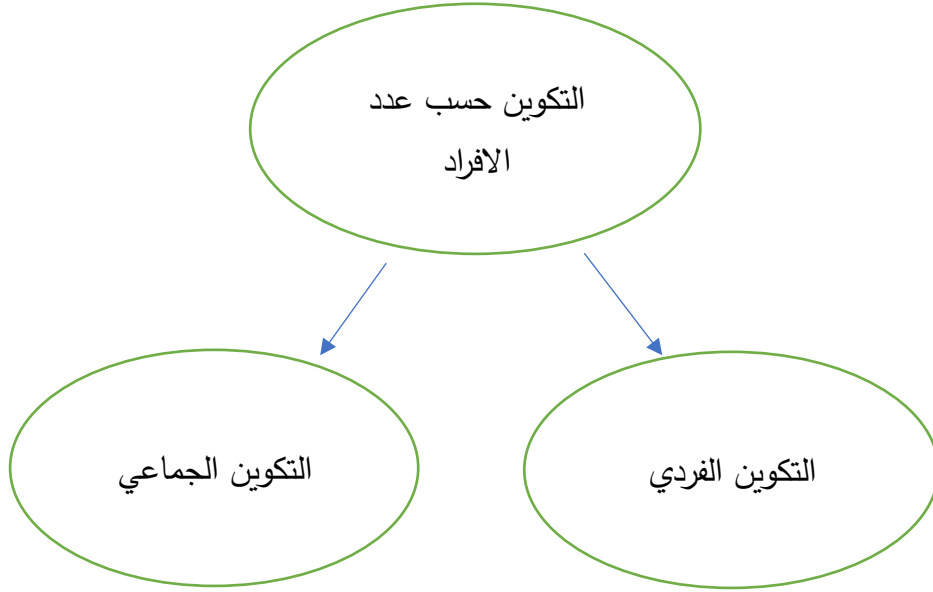 التكوين حسب عدد
الافراد
التكوين الفردي
التكوين الجماعي